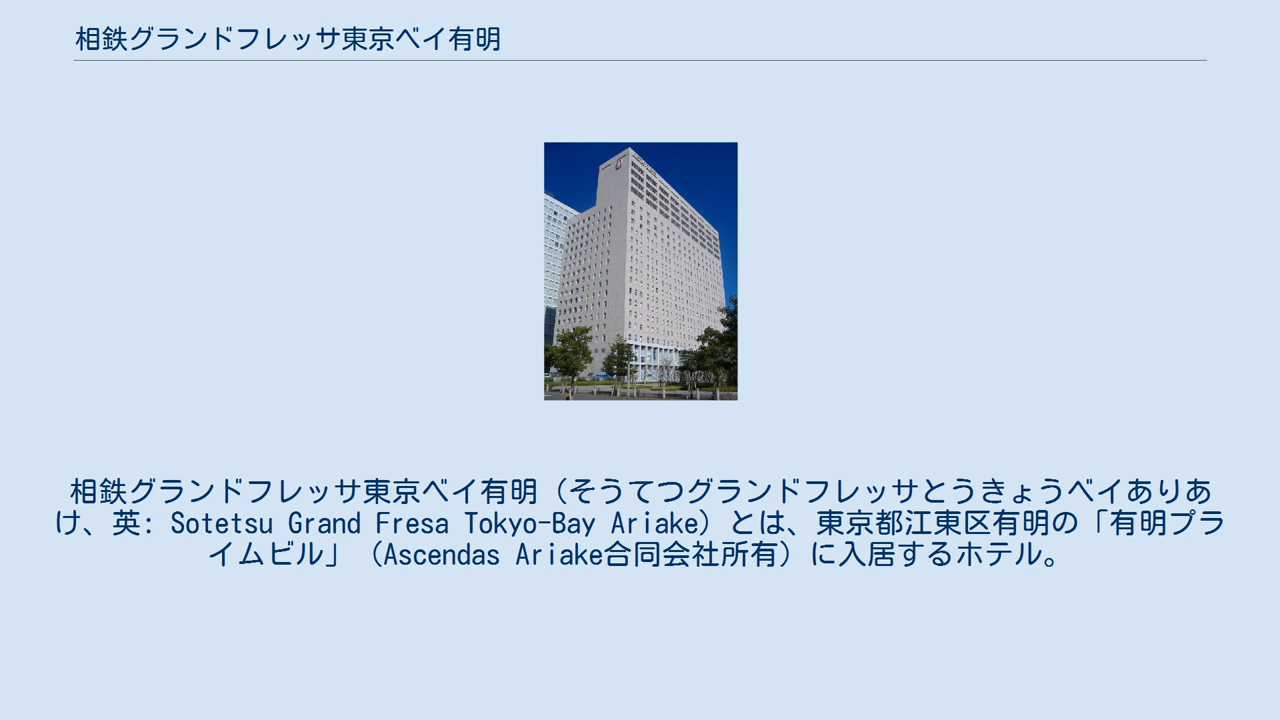 相鉄グランドフレッサ東京ベイ有明
相鉄グランドフレッサ東京ベイ有明（そうてつグランドフレッサとうきょうベイありあ
け、英: Sotetsu Grand Fresa Tokyo-Bay Ariake）とは、東京都江東区有明の「有明プラ
イムビル」（Ascendas Ariake合同会社所有）に入居するホテル。